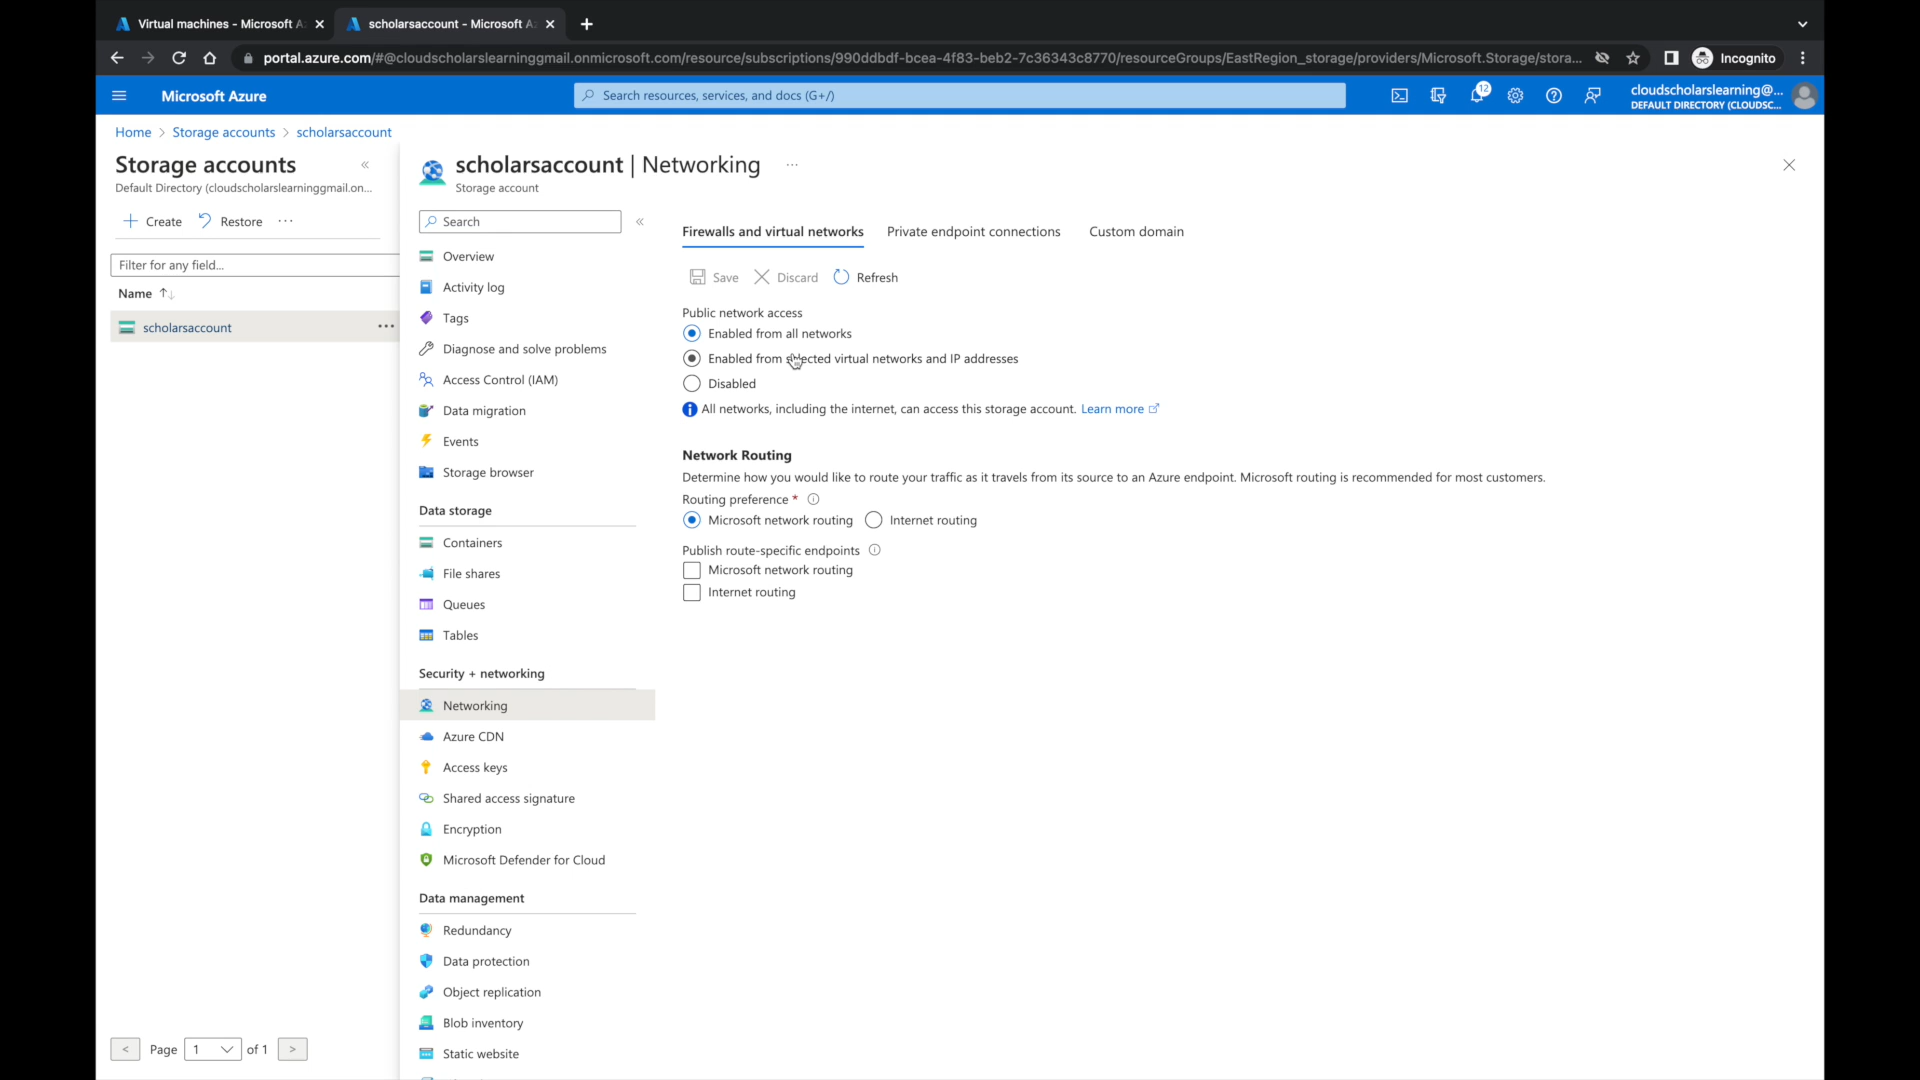 Virtual machines - Microsoft A
scholarsaccount - Microsoft A
portal.azure.com/#@cloudscholarslearninggmail.onmicrosoft.com/resource/subscriptions/990ddbdf-bcea-4f83-beb2-7c36343c8770/resourceGroups/EastRegion_storage/providers/Microsoft.Storage/stora...
Incognito
Microsoft Azure
Search resources, services, and docs (G+/)
12
cloudscholarslearning@...
DEFAULT DIRECTORY (CLOUDSC...
Home > Storage accounts > scholarsaccount
Storage accounts
Default Directory (cloudscholarslearninggmail.on...
Create
Restore
Filter for any field...
Name
scholarsaccount
Page 1 of 1
scholarsaccount | Networking
Storage account
Search
Overview
Activity log
Tags
Diagnose and solve problems
Access Control (IAM)
Data migration
Events
Storage browser
Data storage
Containers
File shares
Queues
Tables
Security + networking
Networking
Azure CDN
Access keys
Shared access signature
Encryption
Microsoft Defender for Cloud
Data management
Redundancy
Data protection
Object replication
Blob inventory
Static website
Firewalls and virtual networks
Private endpoint connections
Custom domain
Save
Discard
Refresh
Public network access
Enabled from all networks
Enabled from selected virtual networks and IP addresses
Disabled
All networks, including the internet, can access this storage account. Learn more
Network Routing
Determine how you would like to route your traffic as it travels from its source to an Azure endpoint. Microsoft routing is recommended for most customers.
Routing preference *
Microsoft network routing
Internet routing
Publish route-specific endpoints
Microsoft network routing
Internet routing